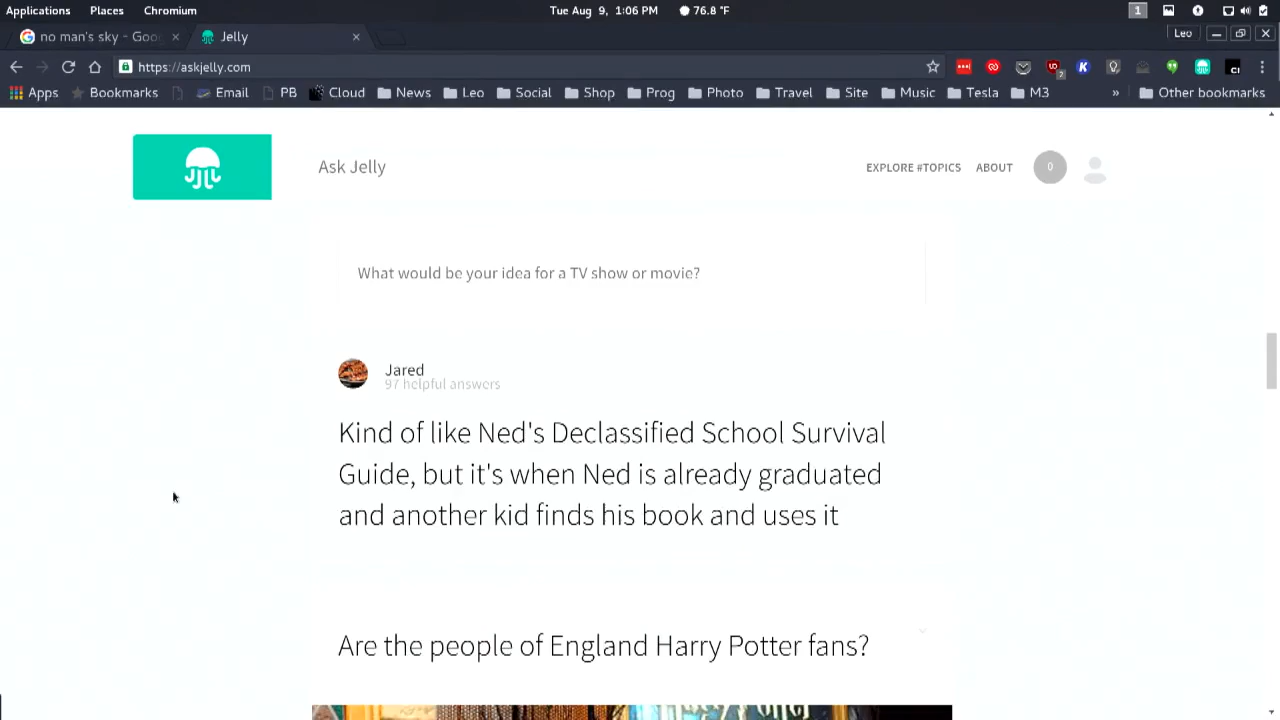 Applications Places Chromium Tue Aug 9, 1:06 PM 76.8 °F 1
no man's sky - Goo Jelly Leo
https://askjelly.com
Apps Bookmarks Email PB Cloud News Leo Social Shop Prog Photo Travel Site Music Tesla M3 » Other bookmarks
Ask Jelly EXPLORE #TOPICS ABOUT 0
What would be your idea for a TV show or movie?
Jared
97 helpful answers
Kind of like Ned's Declassified School Survival
Guide, but it's when Ned is already graduated
and another kid finds his book and uses it
Are the people of England Harry Potter fans?